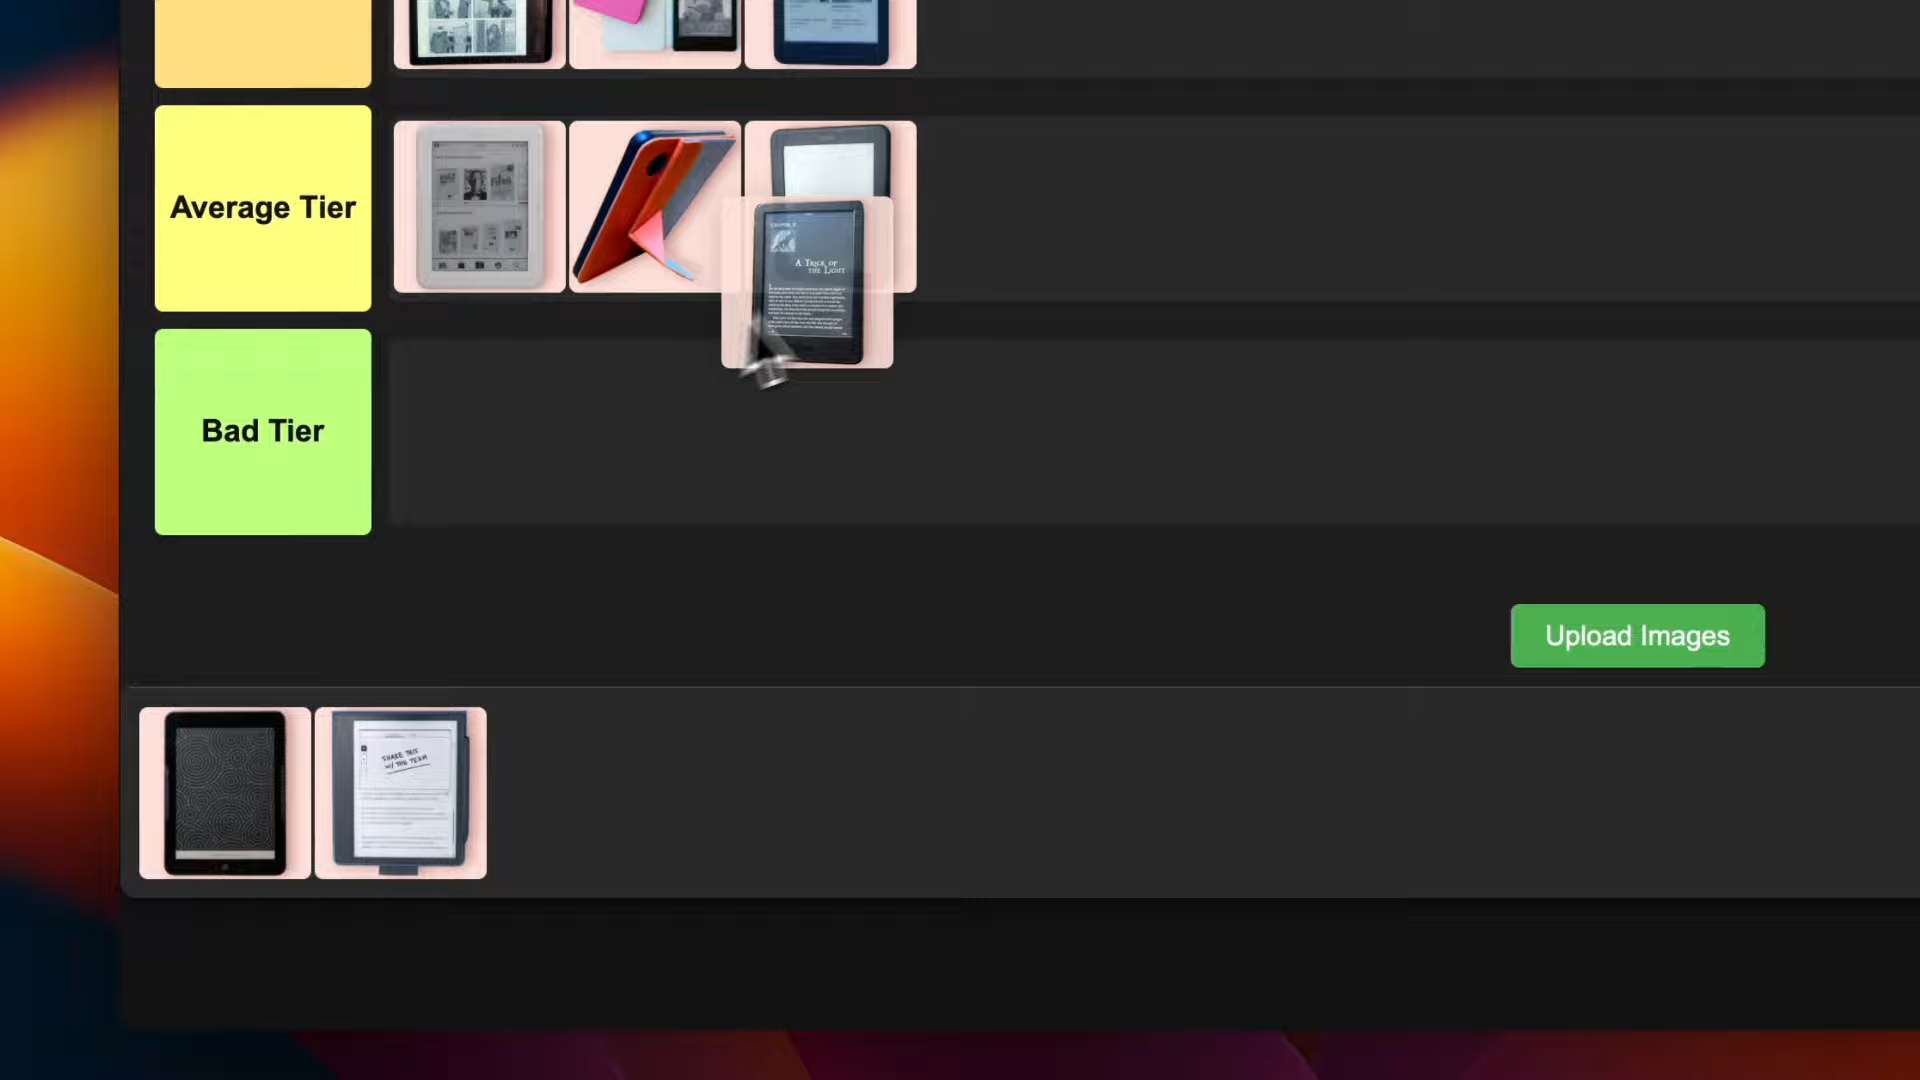 Average Tier
A TRICK OF
THE LIGHT
Bad Tier
Upload Images
SHARE THIS
W/ THE TEAM